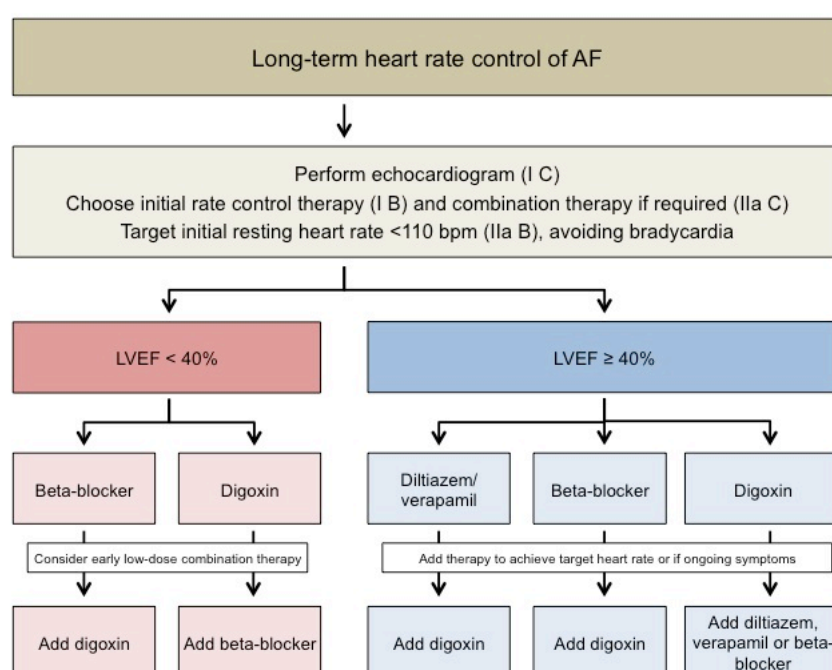 Long-term heart rate control of AF
Perform echocardiogram (I C)
Choose initial rate control therapy (I B) and combination therapy if required (IIa C)
Target initial resting heart rate <110 bpm (IIa B), avoiding bradycardia
LVEF < 40%
LVEF ≥ 40%
Beta-blocker
Digoxin
Diltiazem/
verapamil
Beta-blocker
Digoxin
Consider early low-dose combination therapy
Add therapy to achieve target heart rate or if ongoing symptoms
Add digoxin
Add beta-blocker
Add digoxin
Add digoxin
Add diltiazem,
verapamil or beta-
blocker